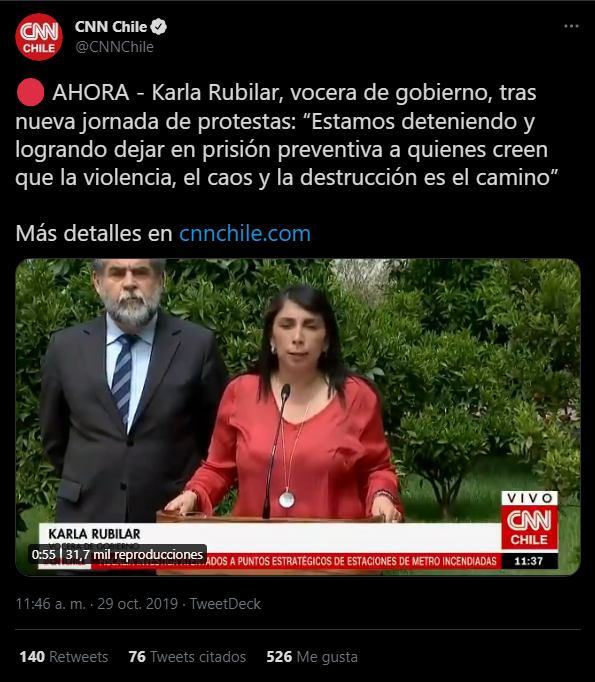 CNN Chile
@CNNChile
AHORA - Karla Rubilar, vocera de gobierno, tras
nueva jornada de protestas: “Estamos deteniendo y
logrando dejar en prisión preventiva a quienes creen
que la violencia, el caos y la destrucción es el camino”
Más detalles en cnnchile.com
VIVO
CNN
CHILE
11:37
KARLA RUBILAR
VOCERA DE GOBIERNO
0:55 | 31,7 mil reproducciones
ADOS A PUNTOS ESTRATÉGICOS DE ESTACIONES DE METRO INCENDIADAS
11:46 a. m. · 29 oct. 2019 · TweetDeck
140 Retweets 76 Tweets citados 526 Me gusta